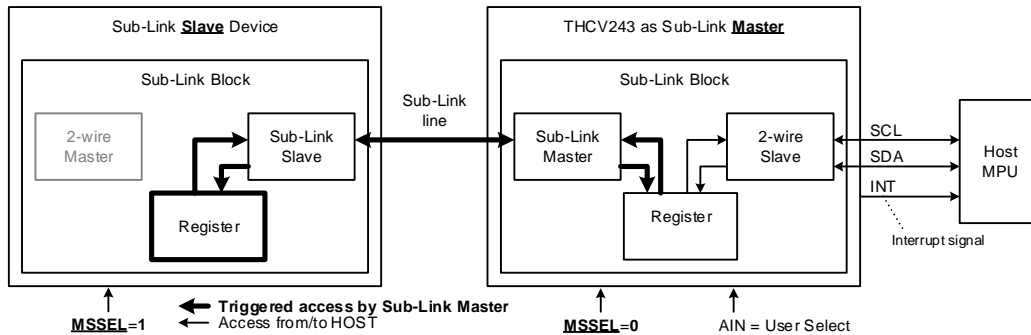 Sub-Link Slave Device
THCV243 as Sub-Link Master
Sub-Link Block
Sub-Link Block
2-wire
Master
Sub-Link
Slave
Sub-Link
line
Sub-Link
Master
2-wire
Slave
SCL
SDA
INT
Host
MPU
Register
Register
Interrupt signal
MSSEL=1
Triggered access by Sub-Link Master
Access from/to HOST
MSSEL=0
AIN = User Select